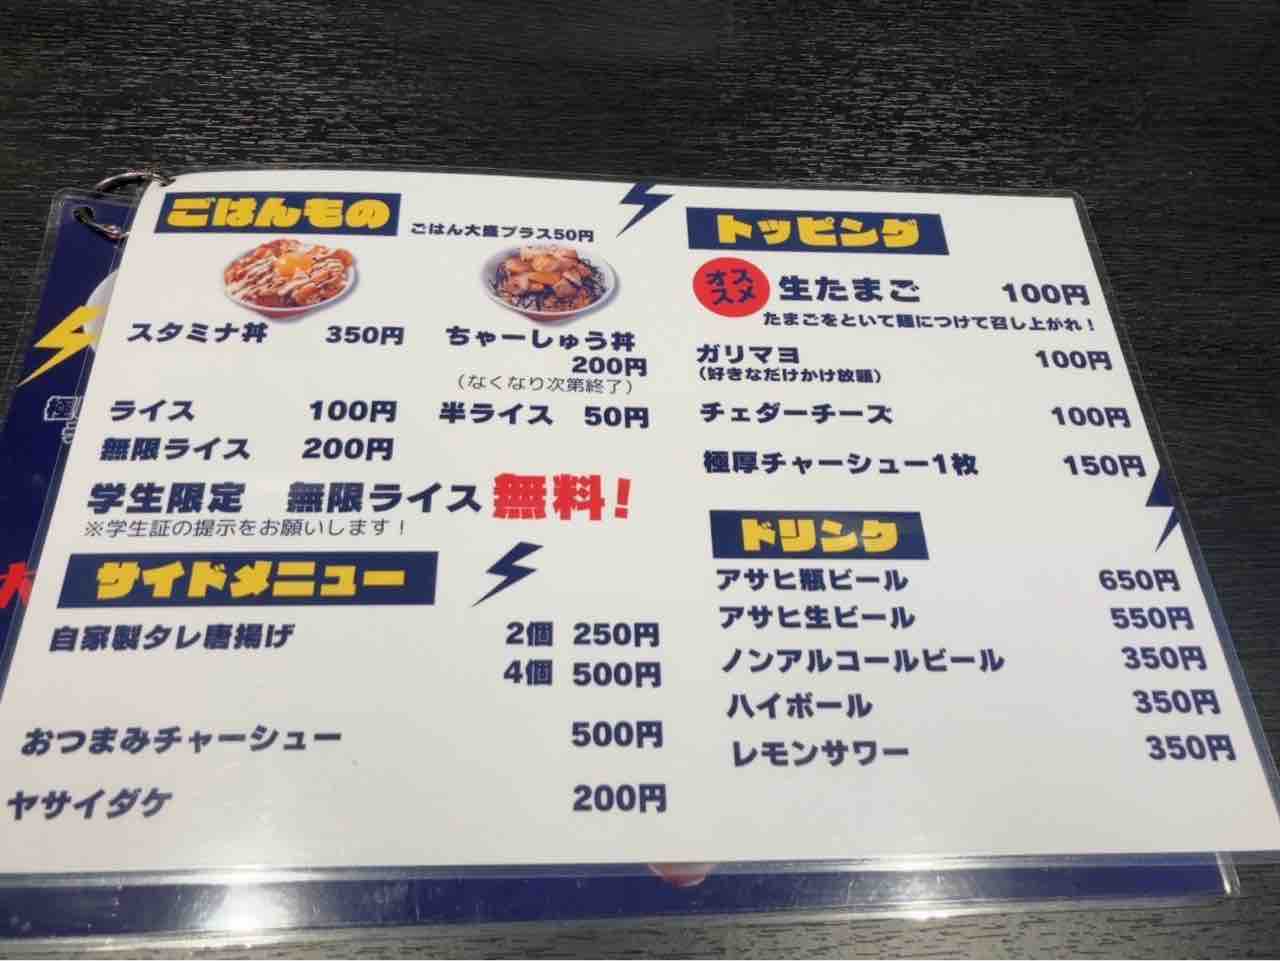 ごはんもの
ごはん大盛プラス50円
スタミナ丼 350円
ちゃーしゅう丼
200円
(なくなり次第終了)
ライス 100円
半ライス 50円
無限ライス 200円
学生限定 無限ライス無料!
※学生証の提示をお願いします!
サイドメニュー
自家製タレ唐揚げ 2個 250円
4個 500円
おつまみチャーシュー 500円
ヤサイダケ 200円
トッピング
オススメ 生たまご 100円
たまごをといて麺につけて召し上がれ!
ガリマヨ 100円
(好きなだけかけ放題)
チェダーチーズ 100円
極厚チャーシュー1枚 150円
ドリンク
アサヒ瓶ビール 650円
アサヒ生ビール 550円
ノンアルコールビール 350円
ハイボール 350円
レモンサワー 350円
極